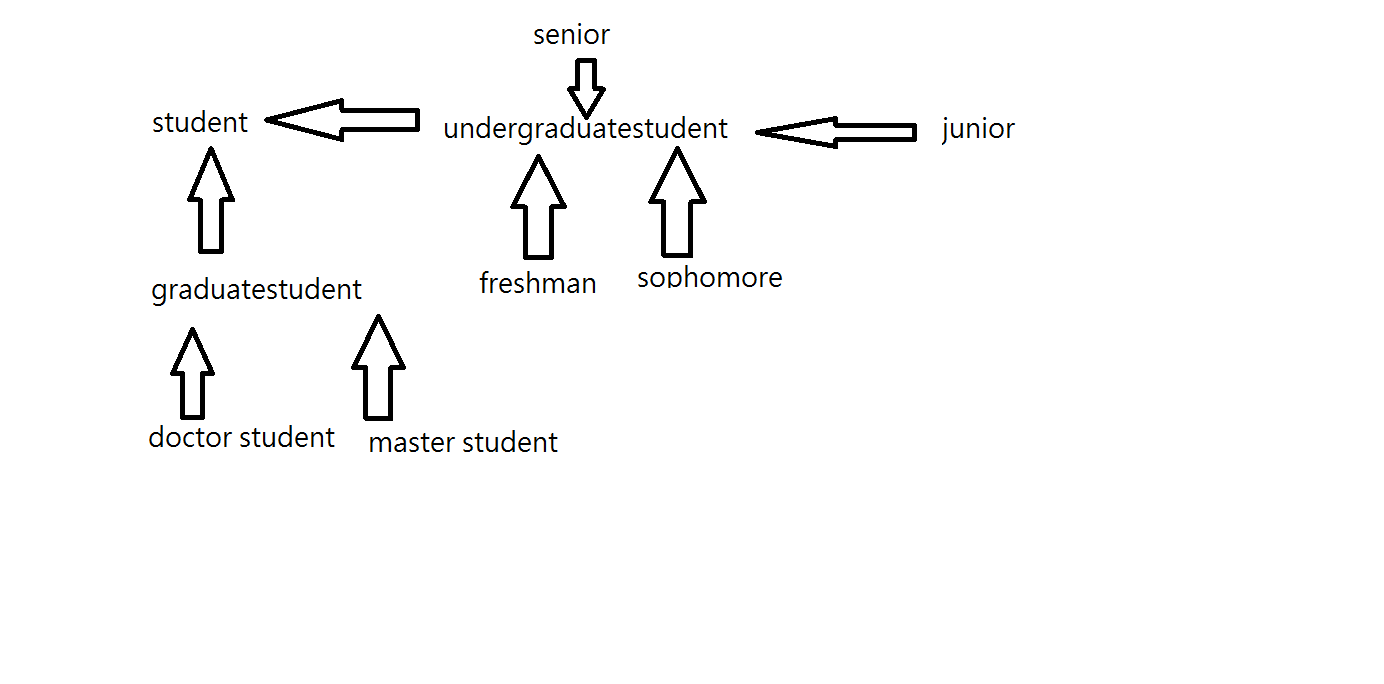 senior
student
undergraduatestudent
junior
graduatestudent
freshman
sophomore
doctor student
master student